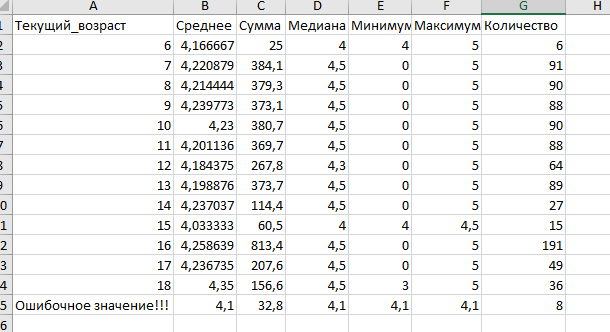 A B C D E F G H
1 Текущий_возраст Среднее Сумма Медиана Минимум Максимум Количество
2 6 4,166667 25 4 4 5 6
3 7 4,220879 384,1 4,5 0 5 91
4 8 4,214444 379,3 4,5 0 5 90
5 9 4,239773 373,1 4,5 0 5 88
6 10 4,23 380,7 4,5 0 5 90
7 11 4,201136 369,7 4,5 0 5 88
8 12 4,184375 267,8 4,3 0 5 64
9 13 4,198876 373,7 4,5 0 5 89
0 14 4,237037 114,4 4,5 0 5 27
1 15 4,033333 60,5 4 4 4,5 15
2 16 4,258639 813,4 4,5 0 5 191
3 17 4,236735 207,6 4,5 0 5 49
4 18 4,35 156,6 4,5 3 5 36
5 Ошибочное значение!!! 4,1 32,8 4,1 4,1 4,1 8
6